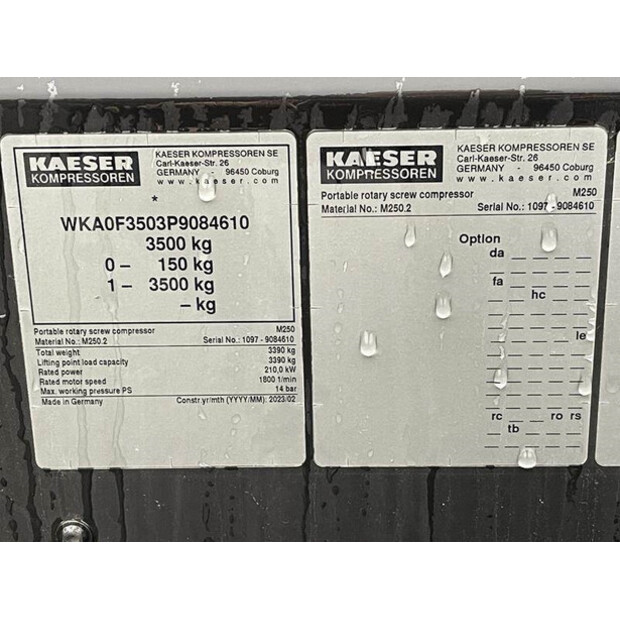 KAESER
KOMPRESSOREN
KAESER KOMPRESSOREN SE
Carl-Kaeser-Str. 26
GERMANY - 96450 Coburg
www.kaeser.com
*
WKA0F3503P9084610
3500 kg
0 – 150 kg
1 – 3500 kg
– kg
Portable rotary screw compressor M250
Material No.: M250.2 Serial No.: 1097 - 9084610
Total weight 3390 kg
Lifting point load capacity 3390 kg
Rated power 210,0 kW
Rated motor speed 1800 1/min
Max. working pressure PS 14 bar
Made in Germany Constr.yr/mth (YYYY/MM): 2023/02
KAESER
KOMPRESSOREN
KAESER KOMPRESSOREN SE
Carl-Kaeser-Str. 26
GERMANY - 96450 Coburg
www.kaeser.com
Portable rotary screw compressor M250
Material No.: M250.2 Serial No.: 1097 - 9084610
Option
da
fa
hc
le
rc ro rs
tb